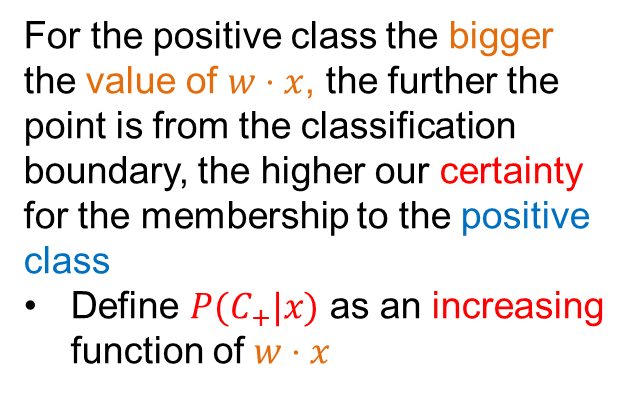 For the positive class the bigger
the value of w · x, the further the
point is from the classification
boundary, the higher our certainty
for the membership to the positive
class
• Define P(C₊|x) as an increasing
function of w · x